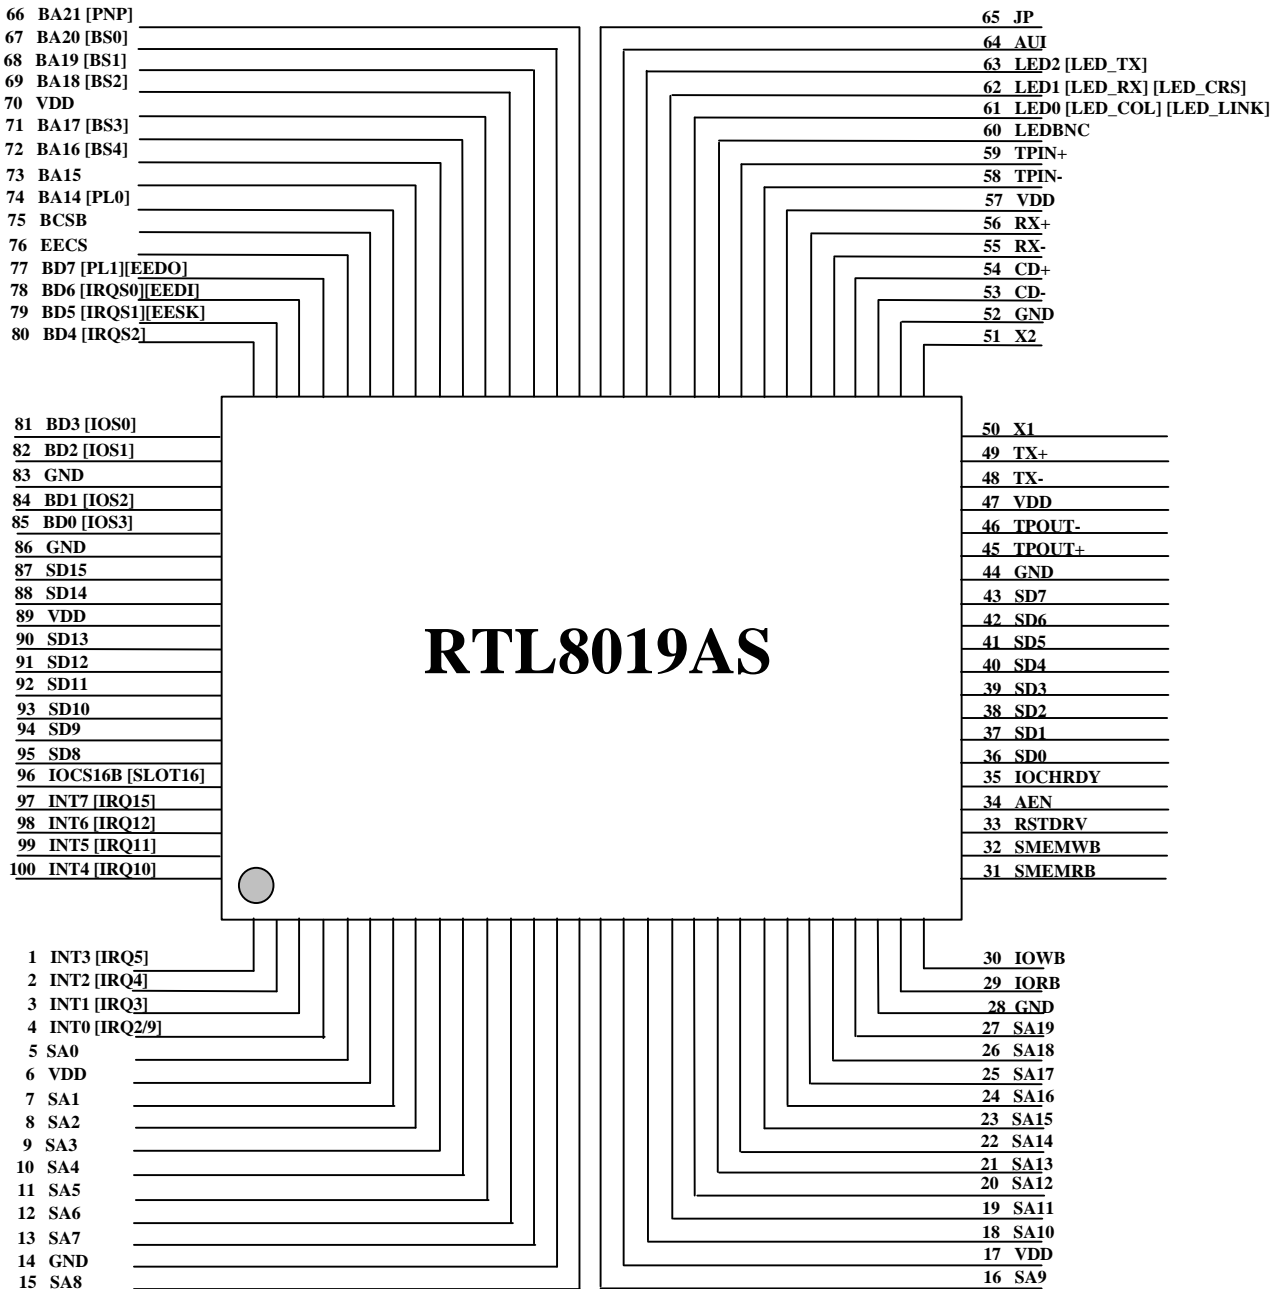 66 BA21 [PNP]
67 BA20 [BS0]
68 BA19 [BS1]
69 BA18 [BS2]
70 VDD
71 BA17 [BS3]
72 BA16 [BS4]
73 BA15
74 BA14 [PL0]
75 BCSB
76 EECS
77 BD7 [PL1][EEDO]
78 BD6 [IRQS0][EEDI]
79 BD5 [IRQS1][EESK]
80 BD4 [IRQS2]
65 JP
64 AUI
63 LED2 [LED_TX]
62 LED1 [LED_RX] [LED_CRS]
61 LED0 [LED_COL] [LED_LINK]
60 LEDBNC
59 TPIN+
58 TPIN-
57 VDD
56 RX+
55 RX-
54 CD+
53 CD-
52 GND
51 X2
81 BD3 [IOS0]
82 BD2 [IOS1]
83 GND
84 BD1 [IOS2]
85 BD0 [IOS3]
86 GND
87 SD15
88 SD14
89 VDD
90 SD13
91 SD12
92 SD11
93 SD10
94 SD9
95 SD8
96 IOCS16B [SLOT16]
97 INT7 [IRQ15]
98 INT6 [IRQ12]
99 INT5 [IRQ11]
100 INT4 [IRQ10]
RTL8019AS
50 X1
49 TX+
48 TX-
47 VDD
46 TPOUT-
45 TPOUT+
44 GND
43 SD7
42 SD6
41 SD5
40 SD4
39 SD3
38 SD2
37 SD1
36 SD0
35 IOCHRDY
34 AEN
33 RSTDRV
32 SMEMWB
31 SMEMRB
1 INT3 [IRQ5]
2 INT2 [IRQ4]
3 INT1 [IRQ3]
4 INT0 [IRQ2/9]
5 SA0
6 VDD
7 SA1
8 SA2
9 SA3
10 SA4
11 SA5
12 SA6
13 SA7
14 GND
15 SA8
30 IOWB
29 IORB
28 GND
27 SA19
26 SA18
25 SA17
24 SA16
23 SA15
22 SA14
21 SA13
20 SA12
19 SA11
18 SA10
17 VDD
16 SA9